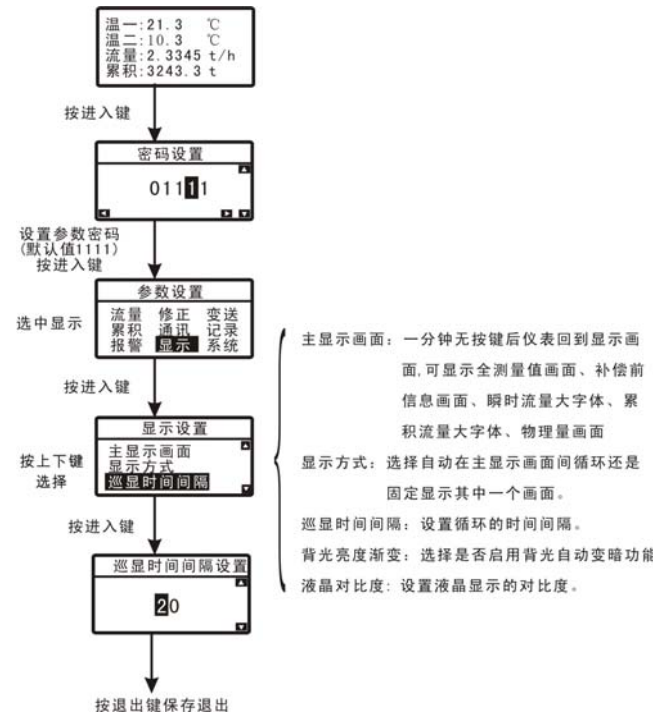 温一:21.3 ℃
温二:10.3 ℃
流量:2.3345 t/h
累积:3243.3 t
按进入键
密码设置
01111
设置参数密码
(默认值1111)
按进入键
参数设置
流量 修正 变送
累积 通讯 记录
报警 显示 系统
选中显示
按进入键
显示设置
主显示画面
显示方式
巡显时间间隔
按上下键
选择
按进入键
巡显时间间隔设置
20
按退出键保存退出
主显示画面：一分钟无按键后仪表回到显示画
面,可显示全测量值画面、补偿前
信息画面、瞬时流量大字体、累
积流量大字体、物理量画面
显示方式：选择自动在主显示画面间循环还是
固定显示其中一个画面。
巡显时间间隔：设置循环的时间间隔。
背光亮度渐变：选择是否启用背光自动变暗功能
液晶对比度：设置液晶显示的对比度。